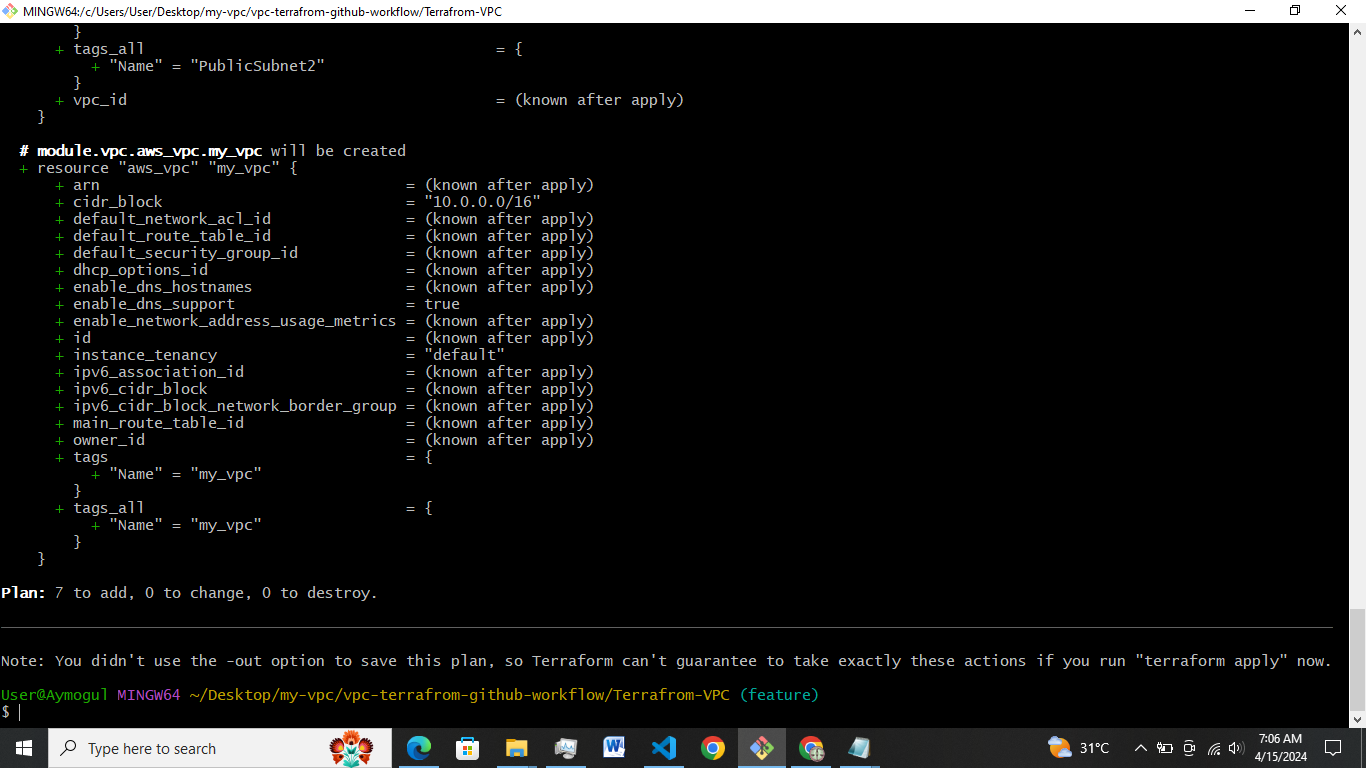 MINGW64:/c/Users/User/Desktop/my-vpc/vpc-terrafrom-github-workflow/Terrafrom-VPC
        }
      + tags_all                                       = {
          + "Name" = "PublicSubnet2"
        }
      + vpc_id                                         = (known after apply)
    }
  # module.vpc.aws_vpc.my_vpc will be created
  + resource "aws_vpc" "my_vpc" {
      + arn                                  = (known after apply)
      + cidr_block                           = "10.0.0.0/16"
      + default_network_acl_id               = (known after apply)
      + default_route_table_id               = (known after apply)
      + default_security_group_id            = (known after apply)
      + dhcp_options_id                      = (known after apply)
      + enable_dns_hostnames                 = (known after apply)
      + enable_dns_support                   = true
      + enable_network_address_usage_metrics = (known after apply)
      + id                                   = (known after apply)
      + instance_tenancy                     = "default"
      + ipv6_association_id                  = (known after apply)
      + ipv6_cidr_block                      = (known after apply)
      + ipv6_cidr_block_network_border_group = (known after apply)
      + main_route_table_id                  = (known after apply)
      + owner_id                             = (known after apply)
      + tags                                 = {
          + "Name" = "my_vpc"
        }
      + tags_all                             = {
          + "Name" = "my_vpc"
        }
    }
Plan: 7 to add, 0 to change, 0 to destroy.
Note: You didn't use the -out option to save this plan, so Terraform can't guarantee to take exactly these actions if you run "terraform apply" now.
User@Aymogul MINGW64 ~/Desktop/my-vpc/vpc-terrafrom-github-workflow/Terrafrom-VPC (feature)
$
Type here to search
31°C
7:06 AM
4/15/2024